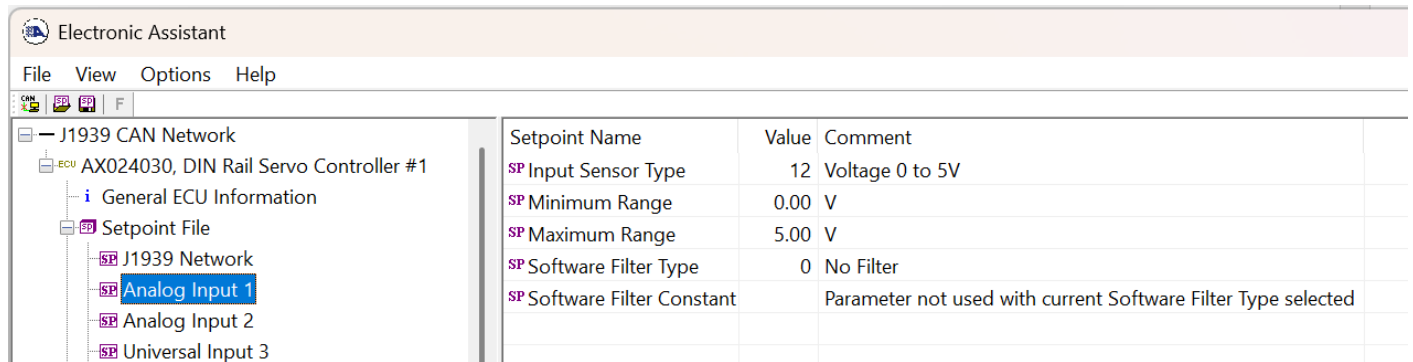 Electronic Assistant
File View Options Help
CAN SP SP F
J1939 CAN Network
ECU AX024030, DIN Rail Servo Controller #1
i General ECU Information
SP Setpoint File
SP J1939 Network
SP Analog Input 1
SP Analog Input 2
SP Universal Input 3
Setpoint Name Value Comment
SP Input Sensor Type 12 Voltage 0 to 5V
SP Minimum Range 0.00 V
SP Maximum Range 5.00 V
SP Software Filter Type 0 No Filter
SP Software Filter Constant Parameter not used with current Software Filter Type selected